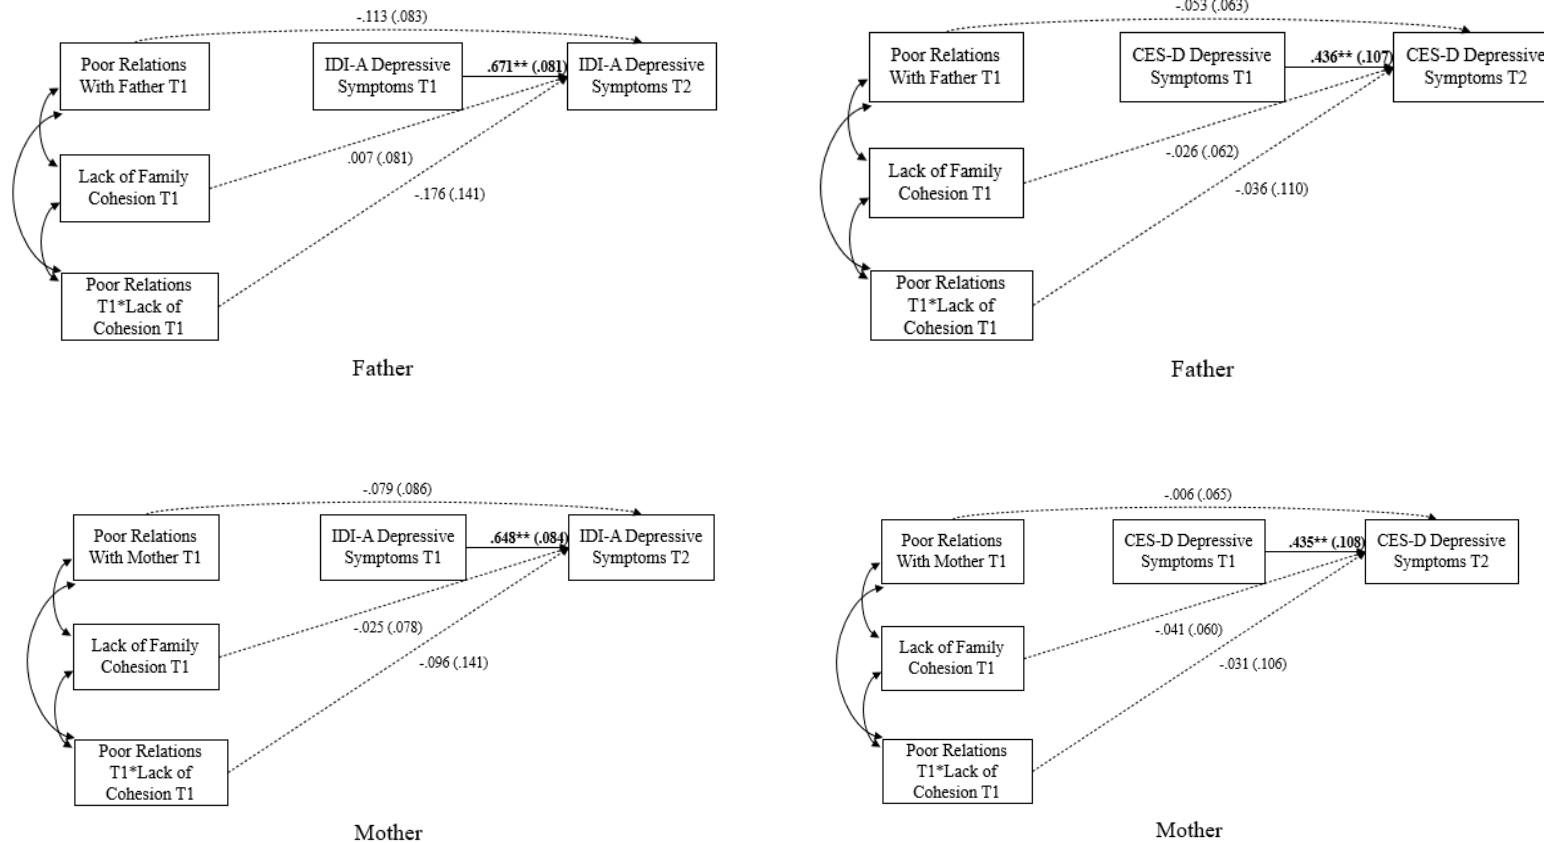 -.113 (.083)
Poor Relations
With Father T1
IDI-A Depressive
Symptoms T1
.671** (.081)
IDI-A Depressive
Symptoms T2
.007 (.081)
Lack of Family
Cohesion T1
-.176 (.141)
Poor Relations
T1*Lack of
Cohesion T1
Father
-.053 (.063)
Poor Relations
With Father T1
CES-D Depressive
Symptoms T1
.436** (.107)
CES-D Depressive
Symptoms T2
-.026 (.062)
Lack of Family
Cohesion T1
-.036 (.110)
Poor Relations
T1*Lack of
Cohesion T1
Father
-.079 (.086)
Poor Relations
With Mother T1
IDI-A Depressive
Symptoms T1
.648** (.084)
IDI-A Depressive
Symptoms T2
-.025 (.078)
Lack of Family
Cohesion T1
-.096 (.141)
Poor Relations
T1*Lack of
Cohesion T1
Mother
-.006 (.065)
Poor Relations
With Mother T1
CES-D Depressive
Symptoms T1
.435** (.108)
CES-D Depressive
Symptoms T2
-.041 (.060)
Lack of Family
Cohesion T1
-.031 (.106)
Poor Relations
T1*Lack of
Cohesion T1
Mother